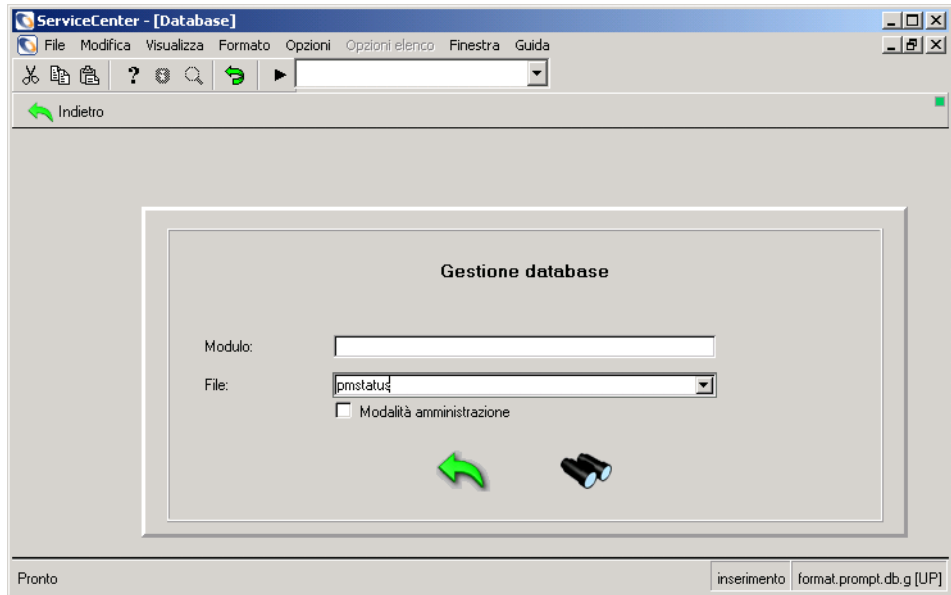 ServiceCenter - [Database]
File Modifica Visualizza Formato Opzioni Opzioni elenco Finestra Guida
?
Indietro
Gestione database
Modulo:
File: pmstatus
Modalità amministrazione
Pronto inserimento format.prompt.db.g [UP]